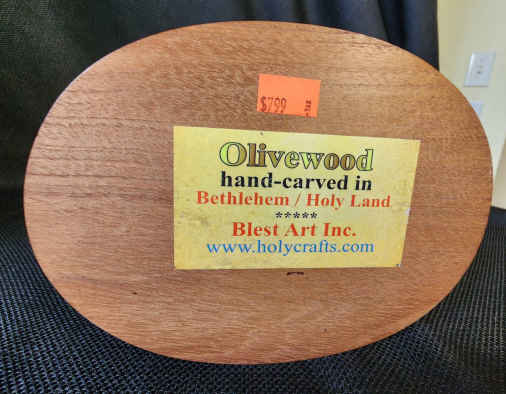 $799
Olivewood
hand-carved in
Bethlehem / Holy Land
*****
Blest Art Inc.
www.holycrafts.com